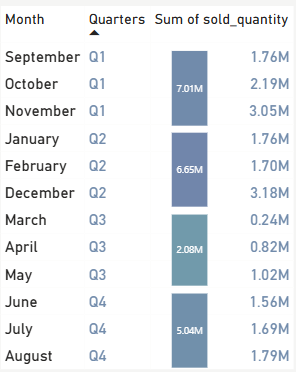 Month Quarters Sum of sold_quantity
September Q1 1.76M
October Q1 7.01M 2.19M
November Q1 3.05M
January Q2 1.76M
February Q2 6.65M 1.70M
December Q2 3.18M
March Q3 0.24M
April Q3 2.08M 0.82M
May Q3 1.02M
June Q4 1.56M
July Q4 5.04M 1.69M
August Q4 1.79M